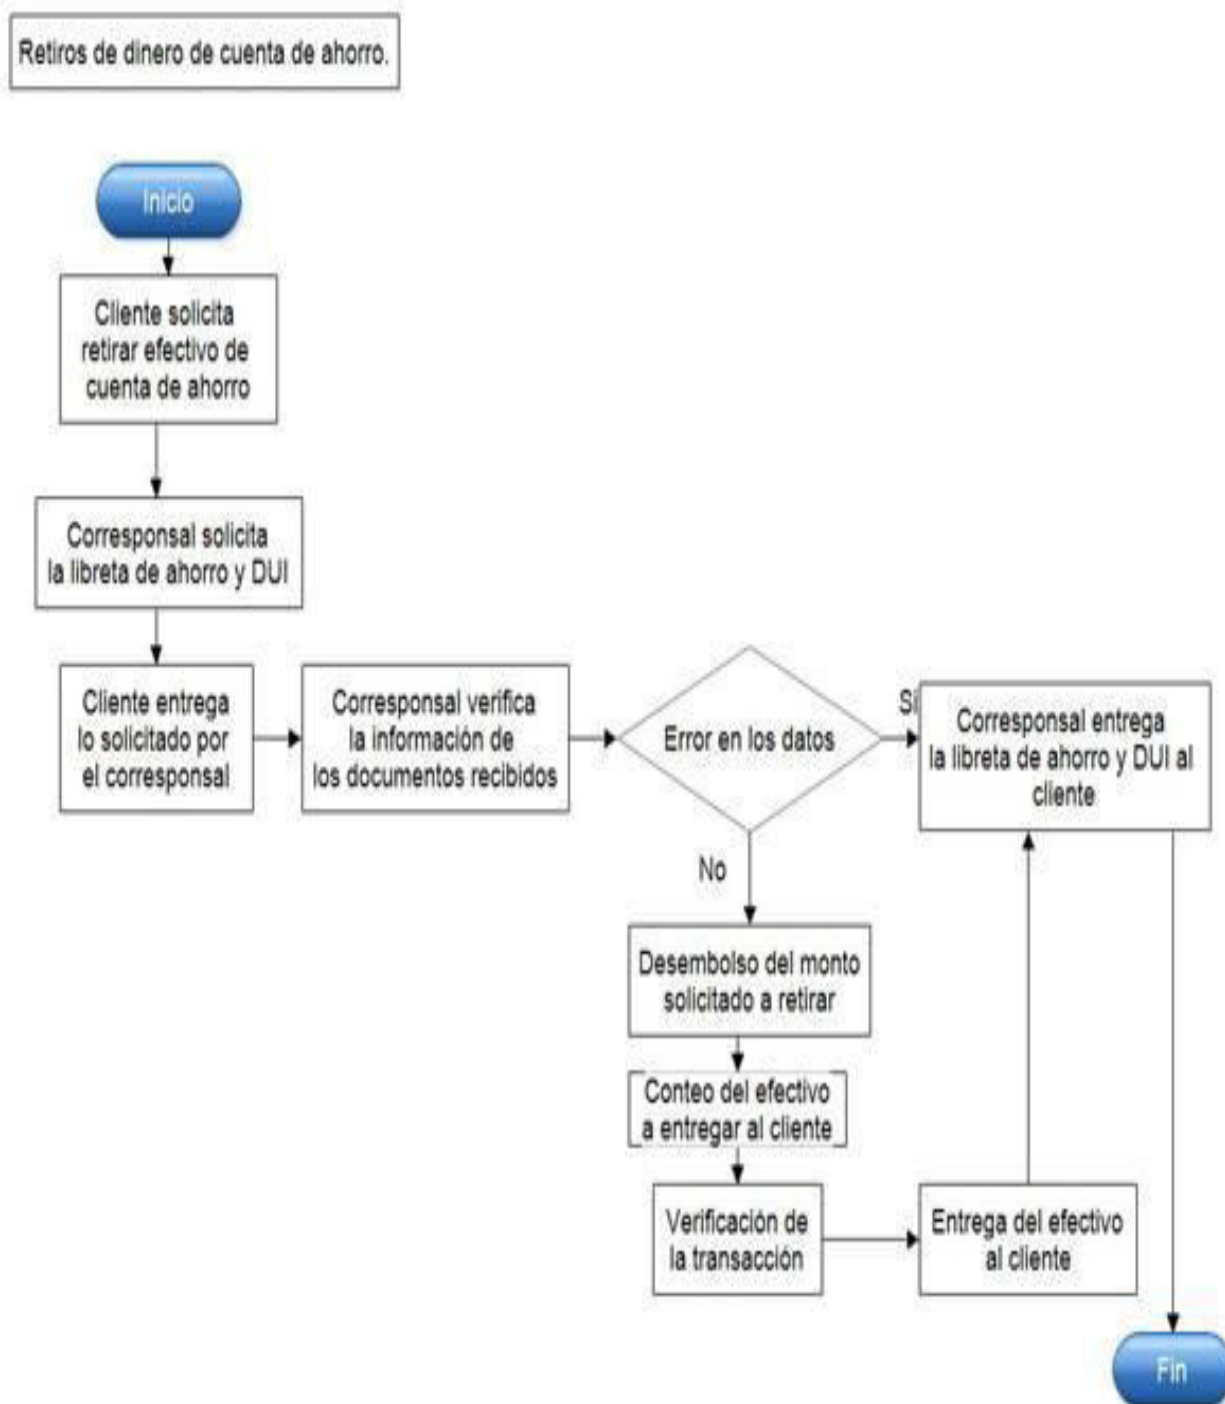 Retiros de dinero de cuenta de ahorro.
Inicio
Cliente solicita
retirar efectivo de
cuenta de ahorro
Corresponsal solicita
la libreta de ahorro y DUI
Cliente entrega
lo solicitado por
el corresponsal
Corresponsal verifica
la información de
los documentos recibidos
Error en los datos
Si
Corresponsal entrega
la libreta de ahorro y DUI al
cliente
No
Desembolso del monto
solicitado a retirar
Conteo del efectivo
a entregar al cliente
Verificación de
la transacción
Entrega del efectivo
al cliente
Fin